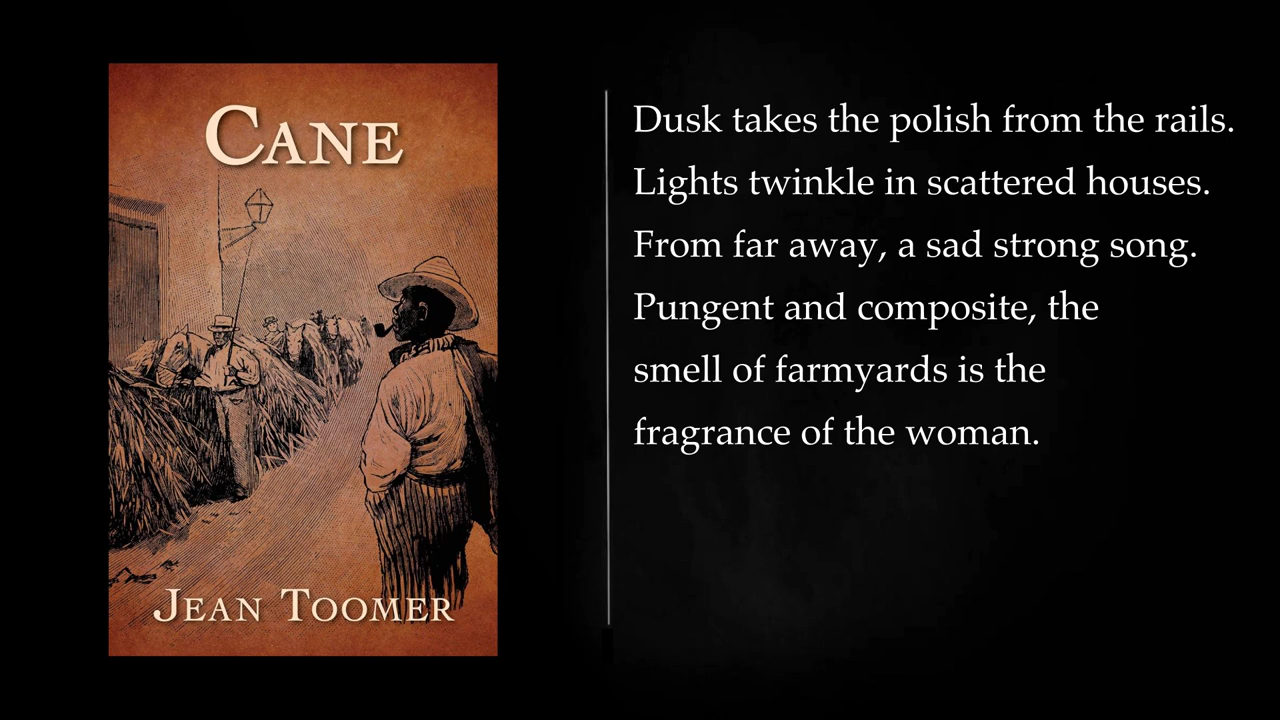 CANE
JEAN TOOMER
Dusk takes the polish from the rails.
Lights twinkle in scattered houses.
From far away, a sad strong song.
Pungent and composite, the
smell of farmyards is the
fragrance of the woman.